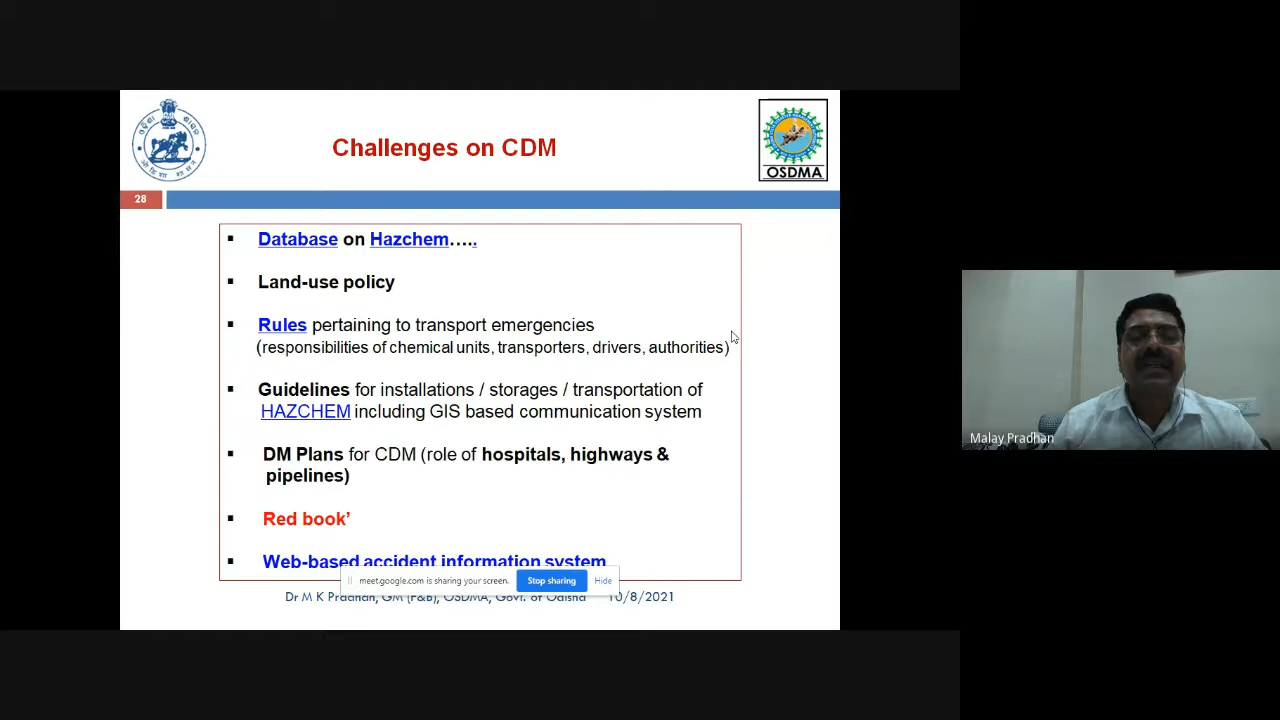 Challenges on CDM
OSDMA
28
▪ Database on Hazchem…..
▪ Land-use policy
▪ Rules pertaining to transport emergencies
(responsibilities of chemical units, transporters, drivers, authorities)
▪ Guidelines for installations / storages / transportation of
HAZCHEM including GIS based communication system
▪ DM Plans for CDM (role of hospitals, highways &
pipelines)
▪ Red book’
▪ Web-based accident information system
meet.google.com is sharing your screen. Stop sharing Hide
Dr M K Pradhan, GM (F&B), OSDMA, Govt. of Odisha 10/8/2021
Malay Pradhan